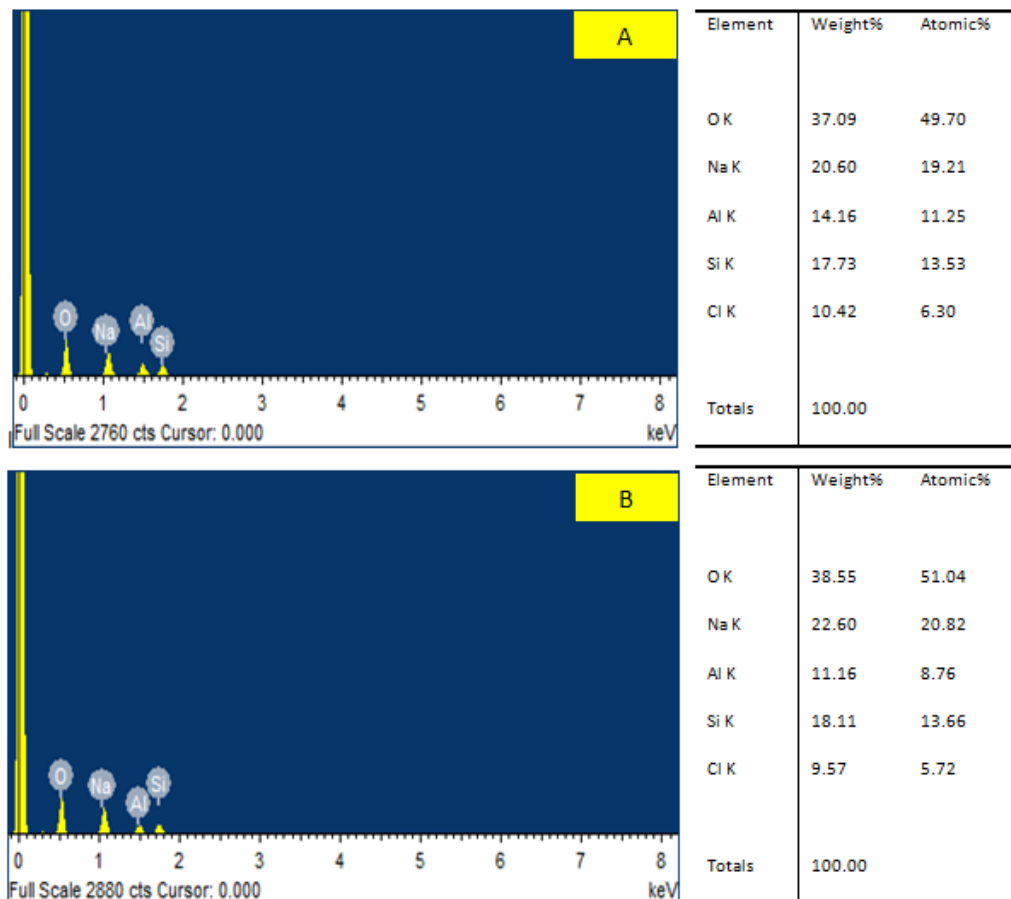 A
O
Na
Al
Si
0 1 2 3 4 5 6 7 8
Full Scale 2760 cts Cursor: 0.000 keV
Element Weight% Atomic%
O K 37.09 49.70
Na K 20.60 19.21
Al K 14.16 11.25
Si K 17.73 13.53
Cl K 10.42 6.30
Totals 100.00
B
O
Na
Al
Si
0 1 2 3 4 5 6 7 8
Full Scale 2880 cts Cursor: 0.000 keV
Element Weight% Atomic%
O K 38.55 51.04
Na K 22.60 20.82
Al K 11.16 8.76
Si K 18.11 13.66
Cl K 9.57 5.72
Totals 100.00